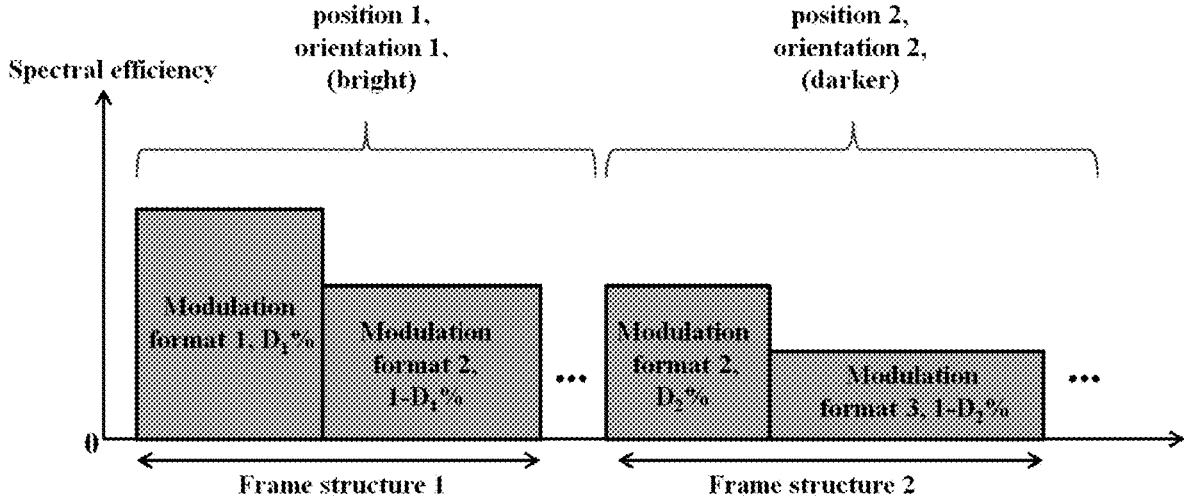 position 1,
orientation 1,
(bright)
position 2,
orientation 2,
(darker)
Spectral efficiency
Modulation
format 1, D₁%
Modulation
format 2,
1-D₁%
...
Modulation
format 2,
D₂%
Modulation
format 3, 1-D₂%
...
0
Frame structure 1
Frame structure 2